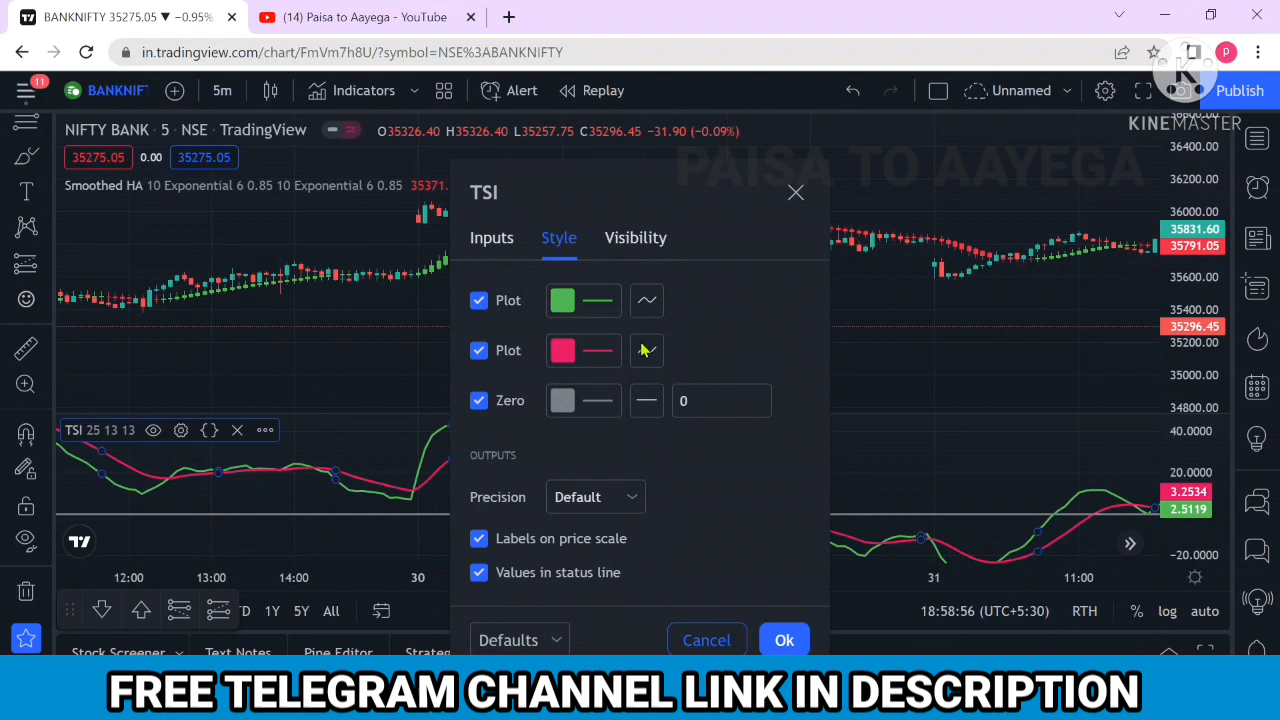 BANKNIFTY 35275.05 ▼ −0.95%
(14) Paisa to Aayega - YouTube
in.tradingview.com/chart/FmVm7h8U/?symbol=NSE%3ABANKNIFTY
P
11
BANKNIF
5m
Indicators
Alert
Replay
Unnamed
Publish
K
KINEMASTER
NIFTY BANK · 5 · NSE · TradingView
O35326.40 H35326.40 L35257.75 C35296.45 −31.90 (−0.09%)
35275.05
0.00
35275.05
Smoothed HA 10 Exponential 6 0.85 10 Exponential 6 0.85
PAISA TO AAYEGA
TSI
Inputs
Style
Visibility
Plot
Plot
Zero
0
OUTPUTS
Precision
Default
Labels on price scale
Values in status line
Defaults
Cancel
Ok
36400.00
36200.00
36000.00
35831.60
35791.05
35600.00
35400.00
35296.45
35200.00
35000.00
34800.00
TSI 25 13 13
40.0000
20.0000
3.2534
2.5119
−20.0000
12:00
13:00
14:00
30
31
11:00
1Y
5Y
All
18:58:56 (UTC+5:30)
RTH
%
log
auto
Stock Screener
Text Notes
Pine Editor
FREE TELEGRAM CHANNEL LINK IN DESCRIPTION